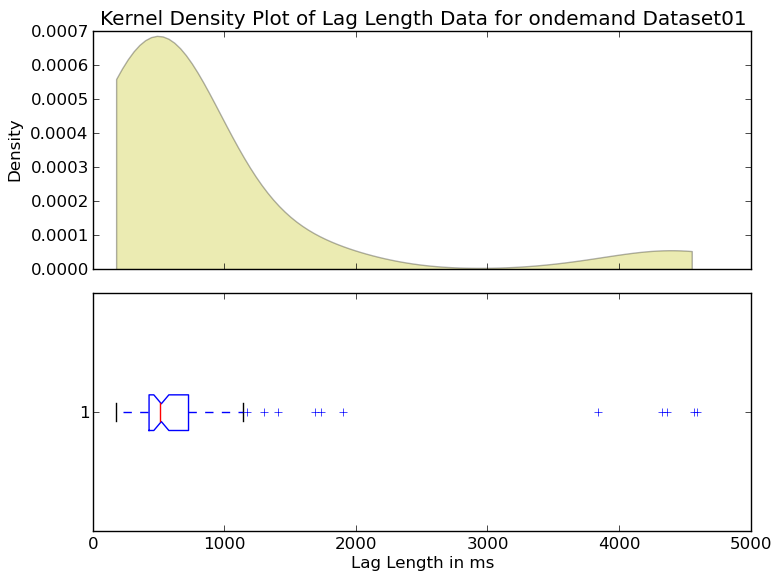 Kernel Density Plot of Lag Length Data for ondemand Dataset01
0.0007
0.0006
0.0005
0.0004
0.0003
0.0002
0.0001
0.0000
Density
1
0 1000 2000 3000 4000 5000
Lag Length in ms